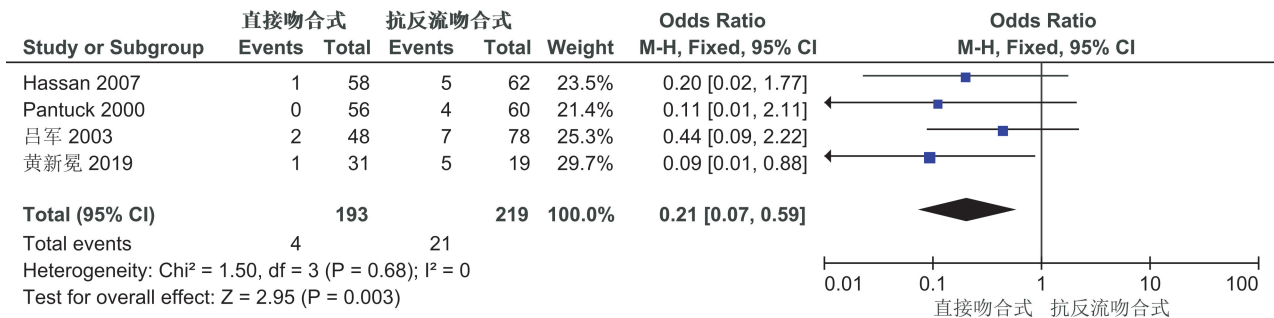 直接吻合式 抗反流吻合式 Odds Ratio Odds Ratio
Study or Subgroup Events Total Events Total Weight M-H, Fixed, 95% CI M-H, Fixed, 95% CI
Hassan 2007 1 58 5 62 23.5% 0.20 [0.02, 1.77]
Pantuck 2000 0 56 4 60 21.4% 0.11 [0.01, 2.11]
吕军 2003 2 48 7 78 25.3% 0.44 [0.09, 2.22]
黄新冕 2019 1 31 5 19 29.7% 0.09 [0.01, 0.88]
Total (95% CI) 193 219 100.0% 0.21 [0.07, 0.59]
Total events 4 21
Heterogeneity: Chi² = 1.50, df = 3 (P = 0.68); I² = 0
Test for overall effect: Z = 2.95 (P = 0.003)
0.01 0.1 1 10 100
直接吻合式 抗反流吻合式